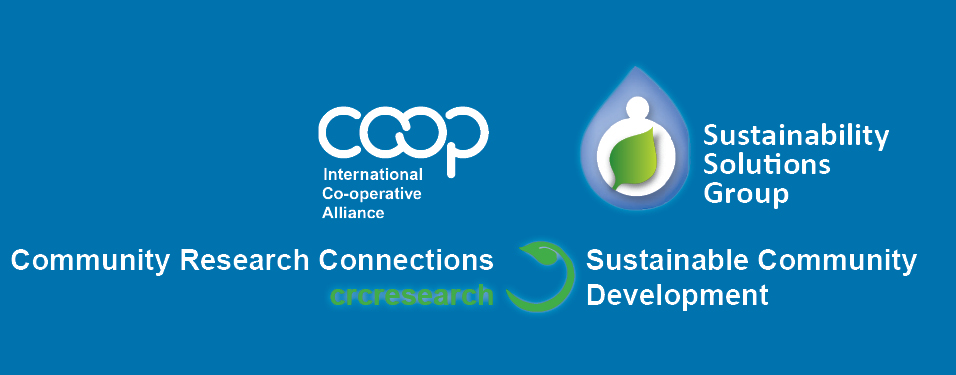 coop
International
Co-operative
Alliance
Sustainability
Solutions
Group
Community Research Connections
crcresearch
Sustainable Community
Development